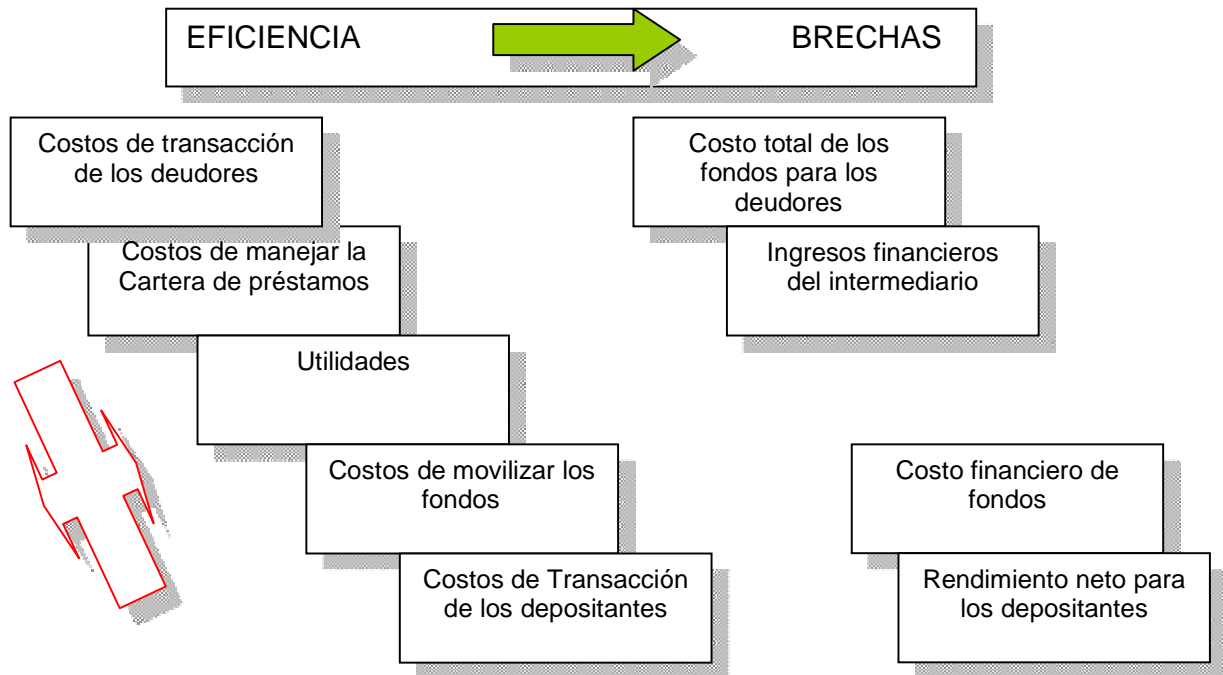 EFICIENCIA BRECHAS
Costos de transacción
de los deudores
Costo total de los
fondos para los
deudores
Costos de manejar la
Cartera de préstamos
Ingresos financieros
del intermediario
Utilidades
Costos de movilizar los
fondos
Costo financiero de
fondos
Costos de Transacción
de los depositantes
Rendimiento neto para
los depositantes